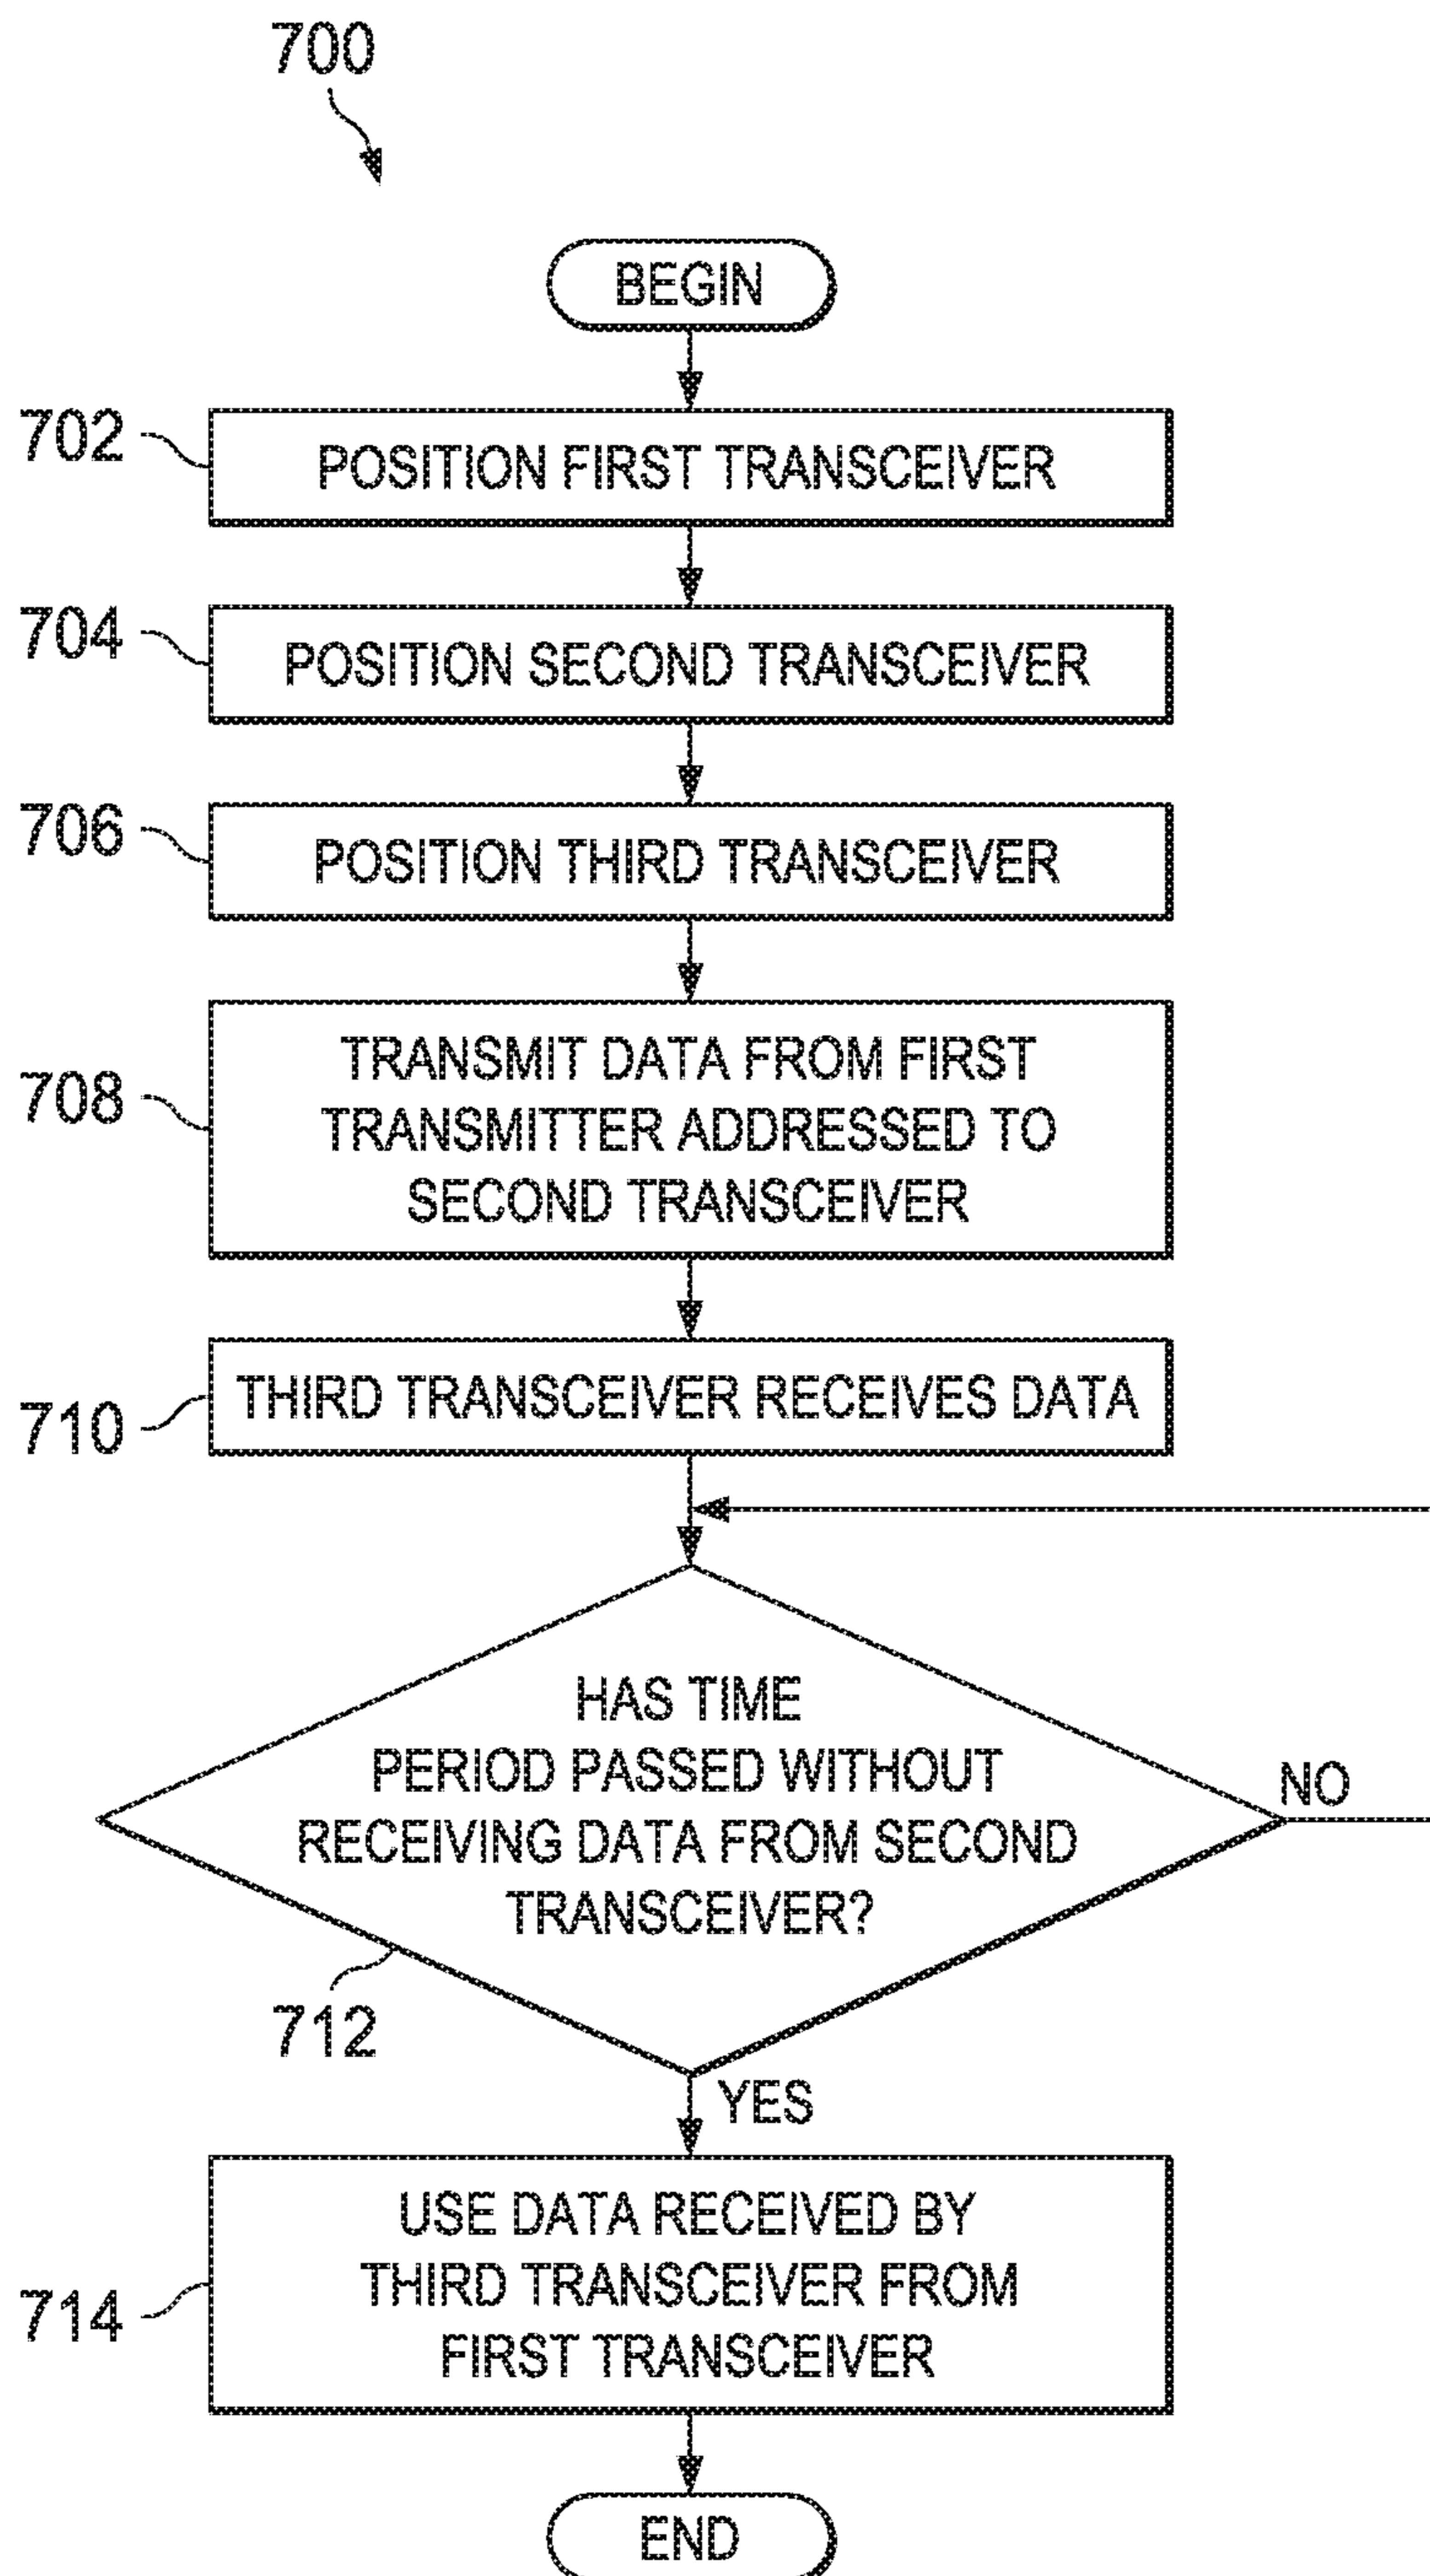 700
BEGIN
702
POSITION FIRST TRANSCEIVER
704
POSITION SECOND TRANSCEIVER
706
POSITION THIRD TRANSCEIVER
708
TRANSMIT DATA FROM FIRST
TRANSMITTER ADDRESSED TO
SECOND TRANSCEIVER
710
THIRD TRANSCEIVER RECEIVES DATA
HAS TIME
PERIOD PASSED WITHOUT
RECEIVING DATA FROM SECOND
TRANSCEIVER?
NO
712
YES
714
USE DATA RECEIVED BY
THIRD TRANSCEIVER FROM
FIRST TRANSCEIVER
END